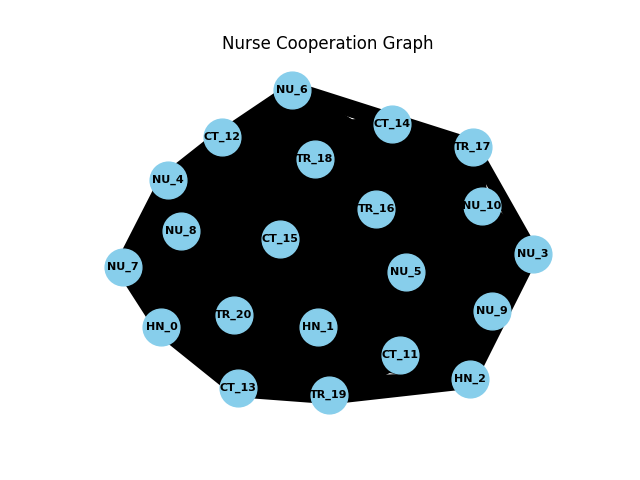 Nurse Cooperation Graph
NU_6
CT_14
CT_12
TR_17
TR_18
NU_4
NU_10
TR_16
NU_8
CT_15
NU_3
NU_7
NU_5
NU_9
TR_20
HN_0
HN_1
CT_11
HN_2
CT_13
TR_19